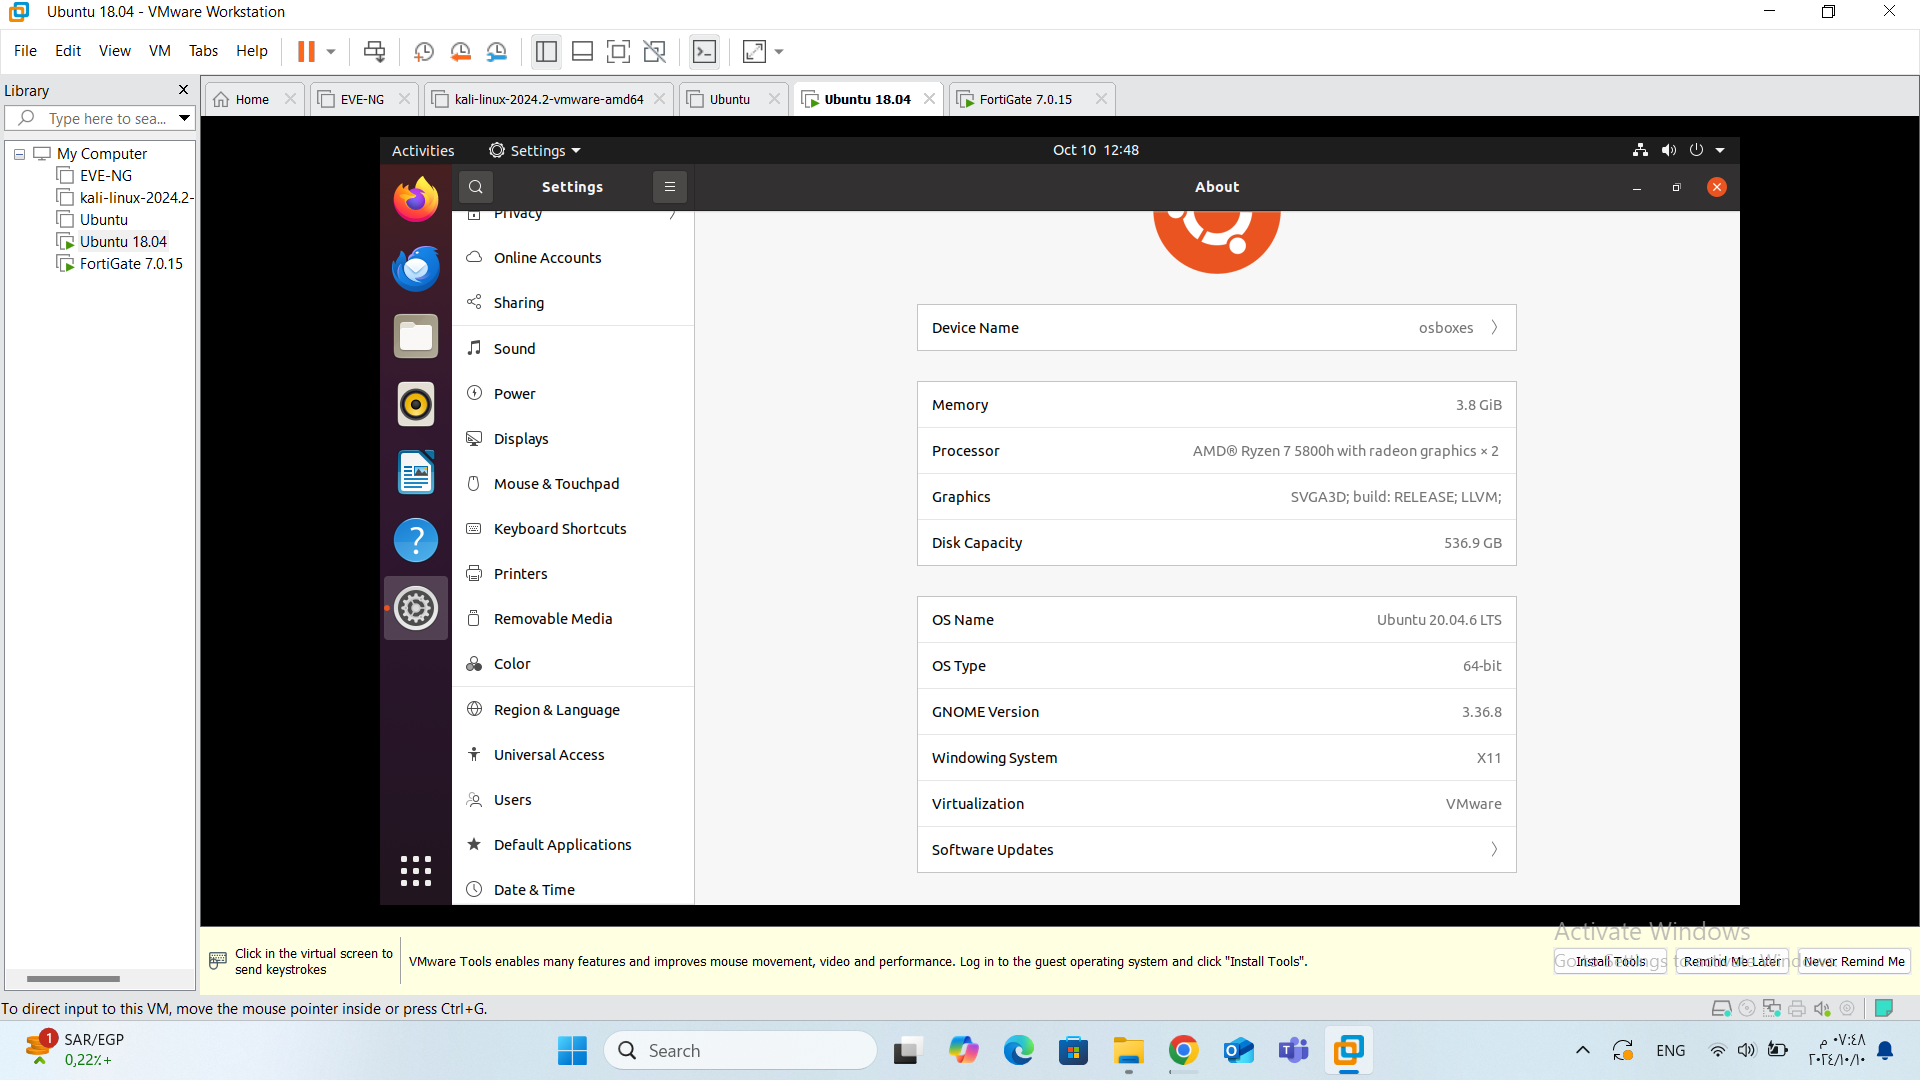 Ubuntu 18.04 - VMware Workstation
File Edit View VM Tabs Help
Library
Type here to sea...
My Computer
EVE-NG
kali-linux-2024.2-
Ubuntu
Ubuntu 18.04
FortiGate 7.0.15
Home EVE-NG kali-linux-2024.2-vmware-amd64 Ubuntu Ubuntu 18.04 FortiGate 7.0.15
Activities Settings Oct 10 12:48
Settings About
Privacy
Online Accounts
Sharing
Sound
Power
Displays
Mouse & Touchpad
Keyboard Shortcuts
Printers
Removable Media
Color
Region & Language
Universal Access
Users
Default Applications
Date & Time
Device Name osboxes
Memory 3.8 GiB
Processor AMD® Ryzen 7 5800h with radeon graphics × 2
Graphics SVGA3D; build: RELEASE; LLVM;
Disk Capacity 536.9 GB
OS Name Ubuntu 20.04.6 LTS
OS Type 64-bit
GNOME Version 3.36.8
Windowing System X11
Virtualization VMware
Software Updates
Click in the virtual screen to
send keystrokes
VMware Tools enables many features and improves mouse movement, video and performance. Log in to the guest operating system and click "Install Tools".
Install Tools Remind Me Later Never Remind Me
Activate Windows
Go to Settings to activate Windows.
To direct input to this VM, move the mouse pointer inside or press Ctrl+G.
1
SAR/EGP
0,22٪+
Search
ENG
٠٧:٤٨ م
٢٠٢٤/١٠/١٠